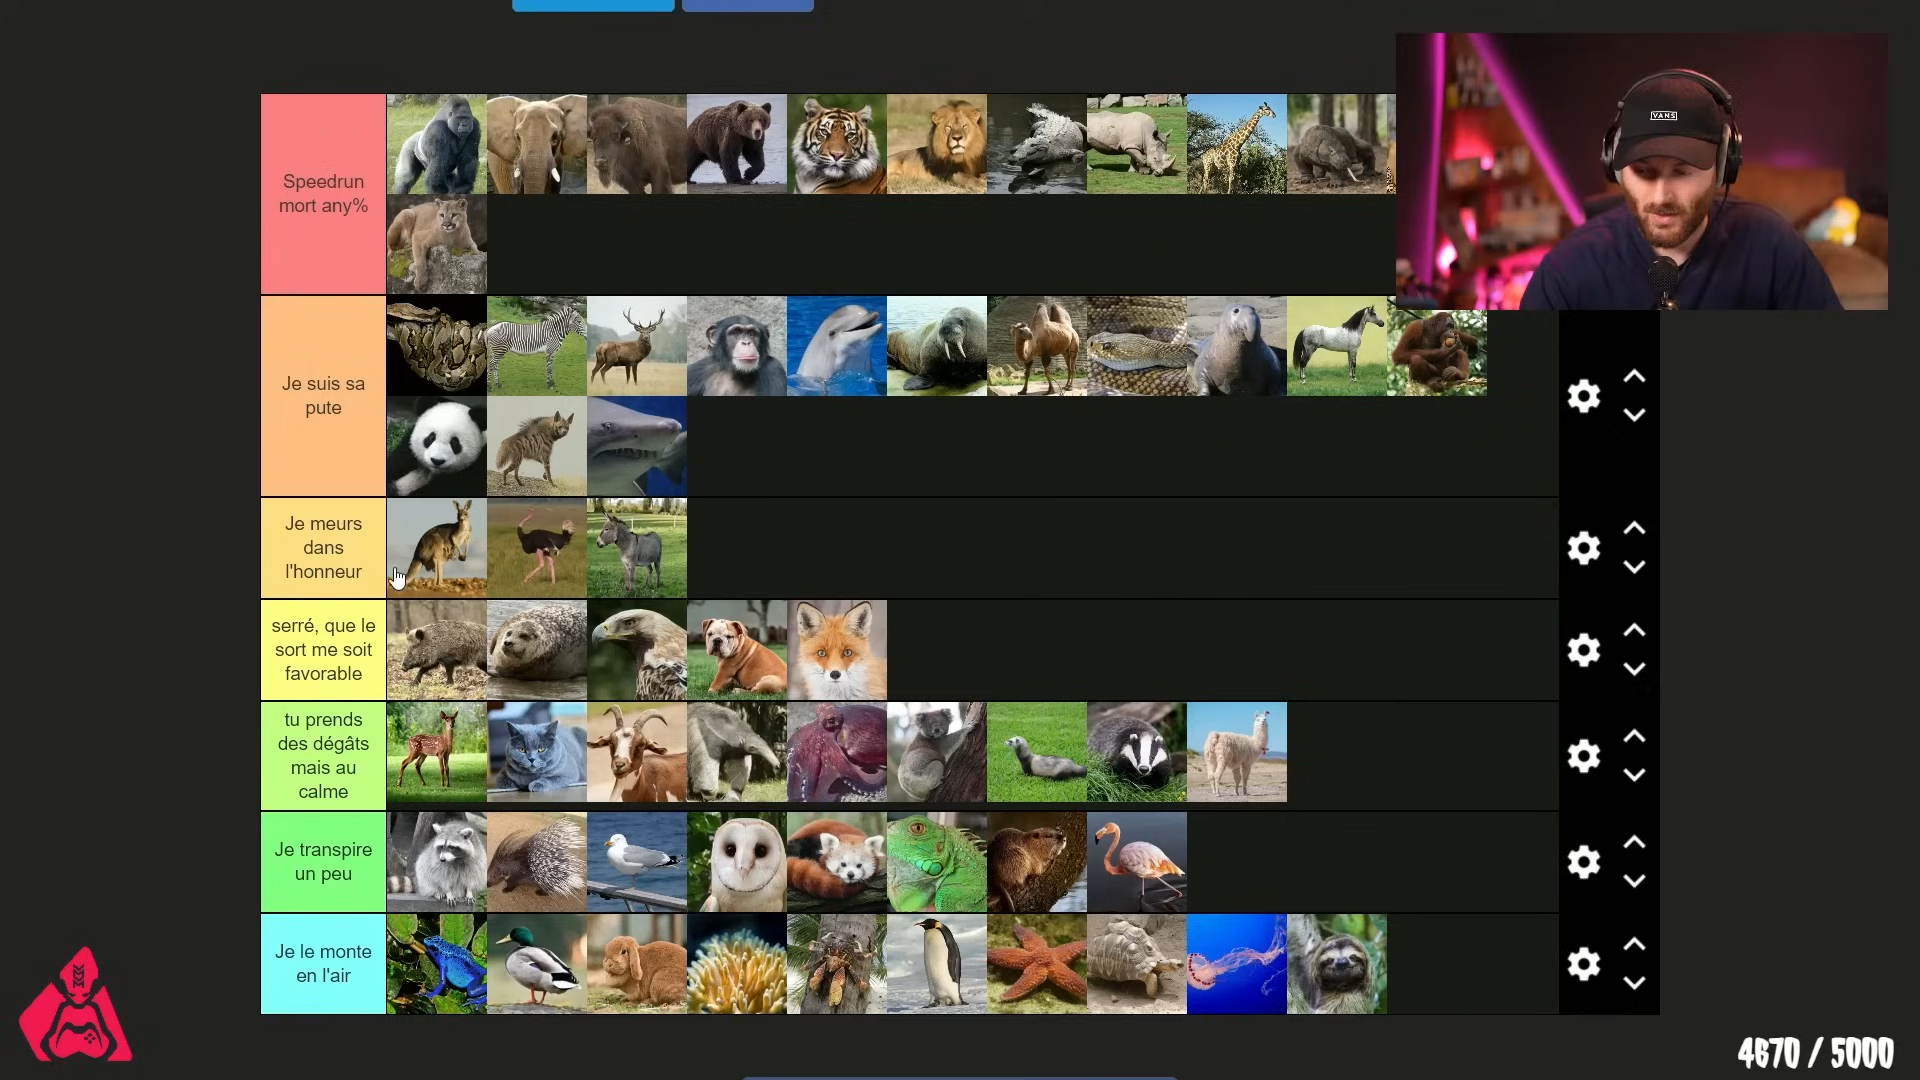 VANS
Speedrun
mort any%
Je suis sa
pute
Je meurs
dans
l'honneur
serré, que le
sort me soit
favorable
tu prends
des dégâts
mais au
calme
Je transpire
un peu
Je le monte
en l'air
4670 / 5000